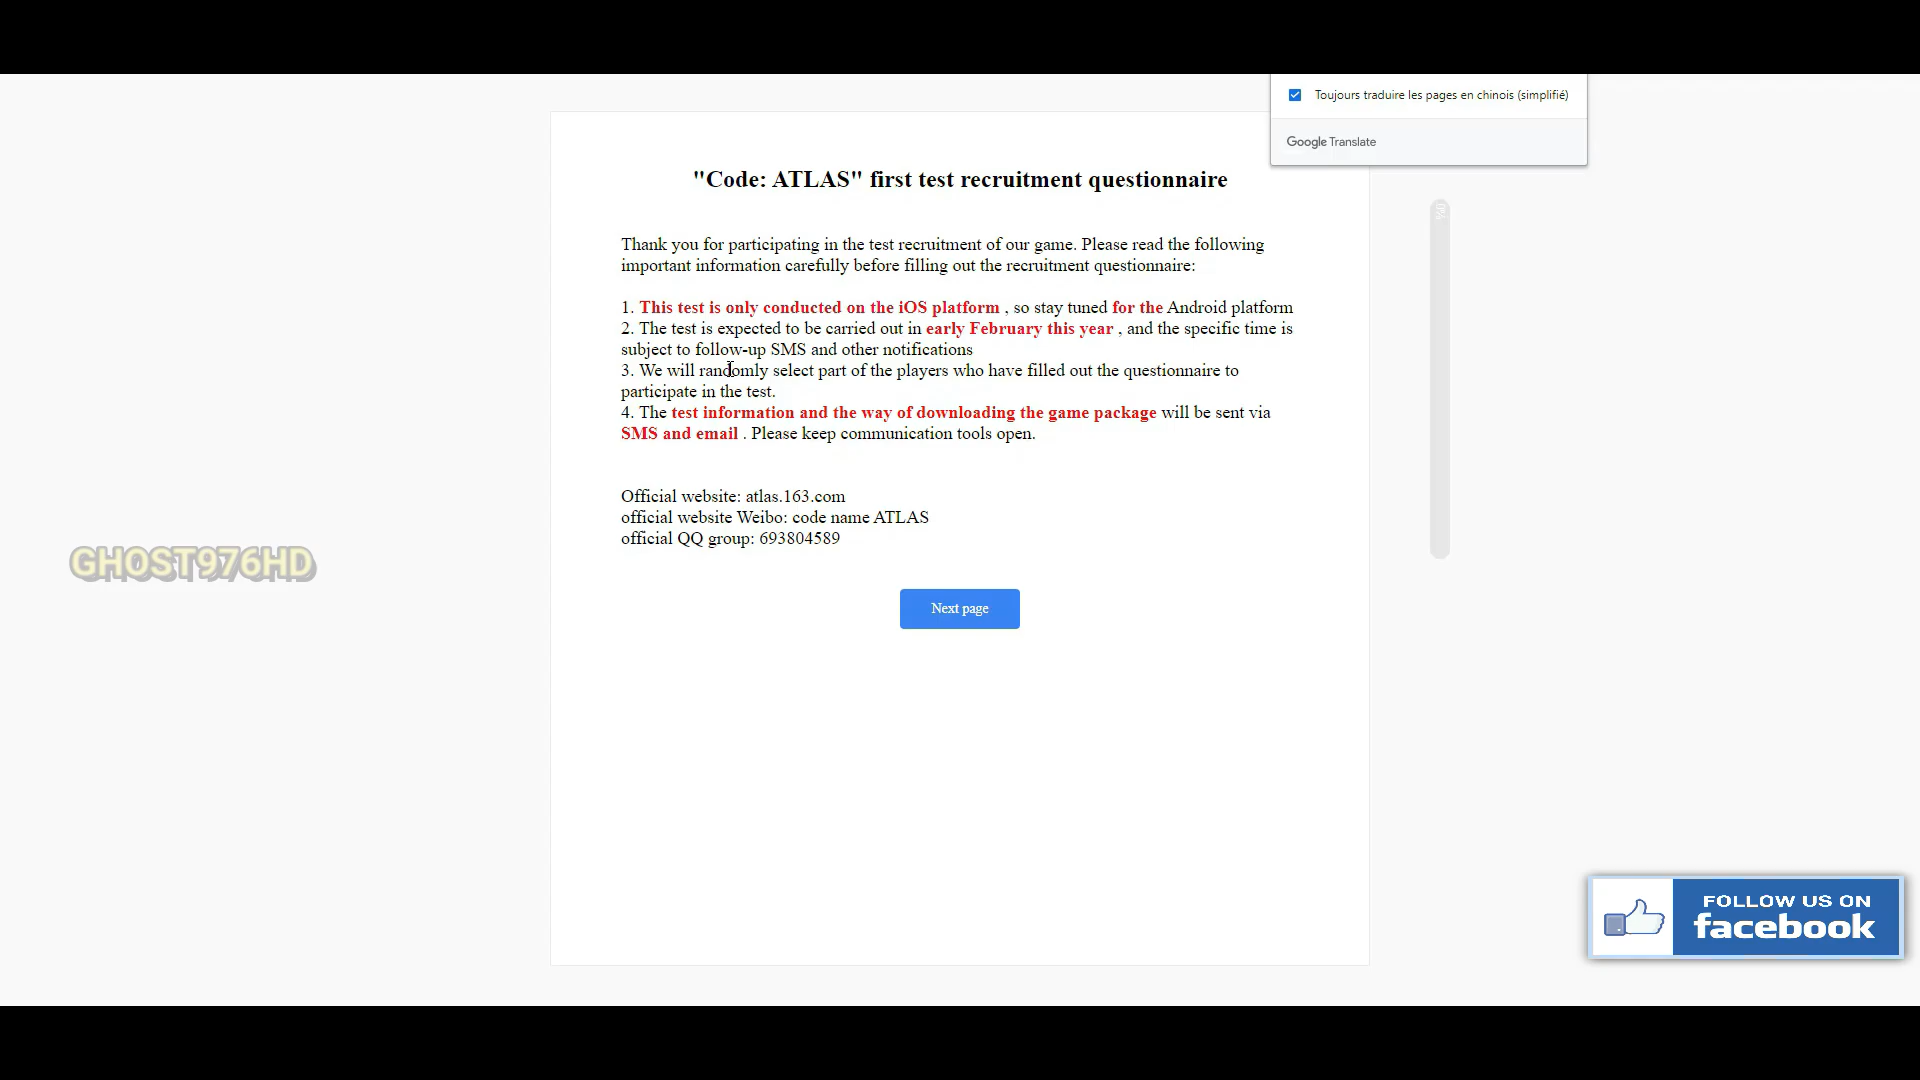 Toujours traduire les pages en chinois (simplifié)
Google Translate
"Code: ATLAS" first test recruitment questionnaire
Thank you for participating in the test recruitment of our game. Please read the following
important information carefully before filling out the recruitment questionnaire:
1. This test is only conducted on the iOS platform , so stay tuned for the Android platform
2. The test is expected to be carried out in early February this year , and the specific time is
subject to follow-up SMS and other notifications
3. We will randomly select part of the players who have filled out the questionnaire to
participate in the test.
4. The test information and the way of downloading the game package will be sent via
SMS and email . Please keep communication tools open.
Official website: atlas.163.com
official website Weibo: code name ATLAS
official QQ group: 693804589
Next page
GHOST976HD
FOLLOW US ON
facebook